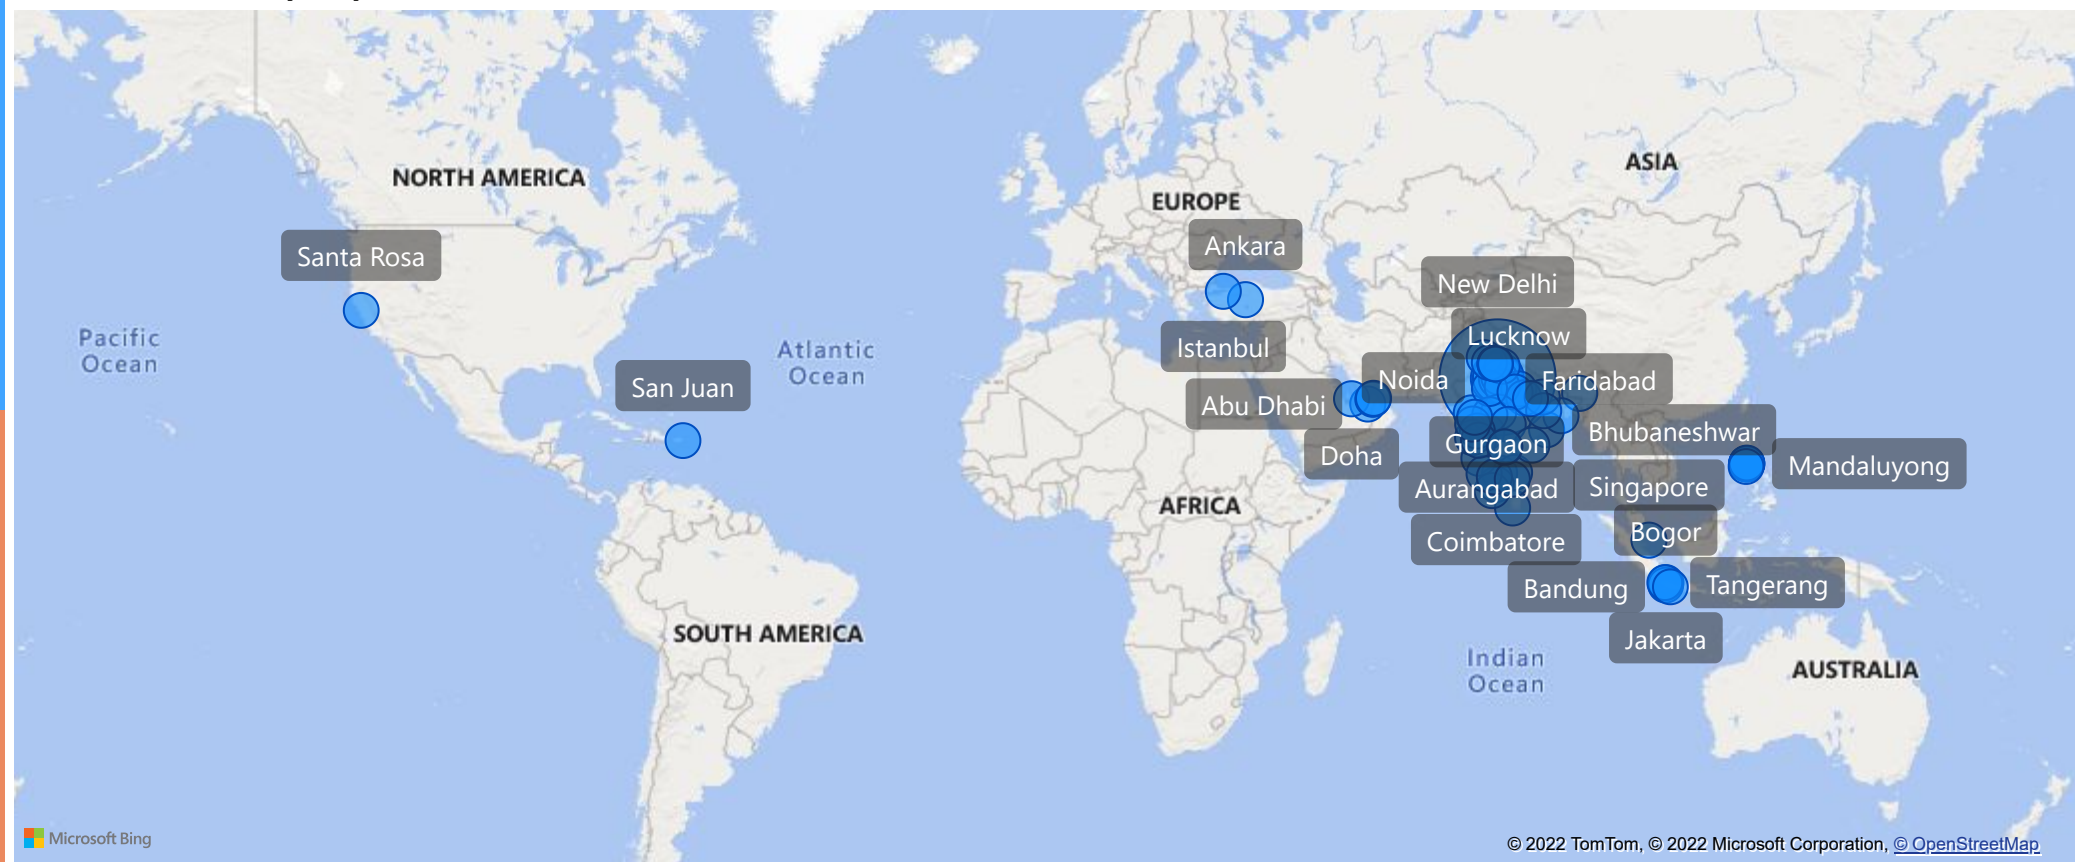 NORTH AMERICA
ASIA
EUROPE
Santa Rosa
Ankara
New Delhi
Pacific
Ocean
Atlantic
Ocean
Istanbul
Lucknow
San Juan
Noida
Faridabad
Abu Dhabi
Doha
Gurgaon
Bhubaneshwar
Mandaluyong
Aurangabad
Singapore
AFRICA
Coimbatore
Bogor
Bandung
Tangerang
SOUTH AMERICA
Jakarta
Indian
Ocean
AUSTRALIA
Microsoft Bing
© 2022 TomTom, © 2022 Microsoft Corporation, © OpenStreetMap